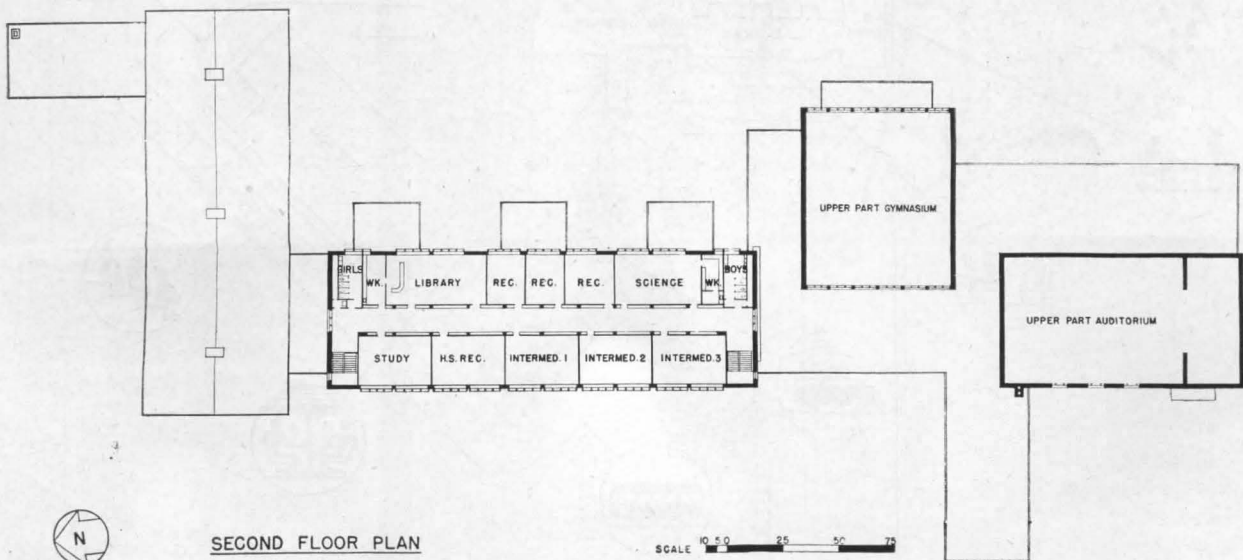 UPPER PART GYMNASIUM
GIRLS
WK.
LIBRARY
REC.
REC.
REC.
SCIENCE
WK.
BOYS
UPPER PART AUDITORIUM
STUDY
H.S. REC.
INTERMED. 1
INTERMED. 2
INTERMED. 3
N
SECOND FLOOR PLAN
SCALE 10 5 0 25 50 75